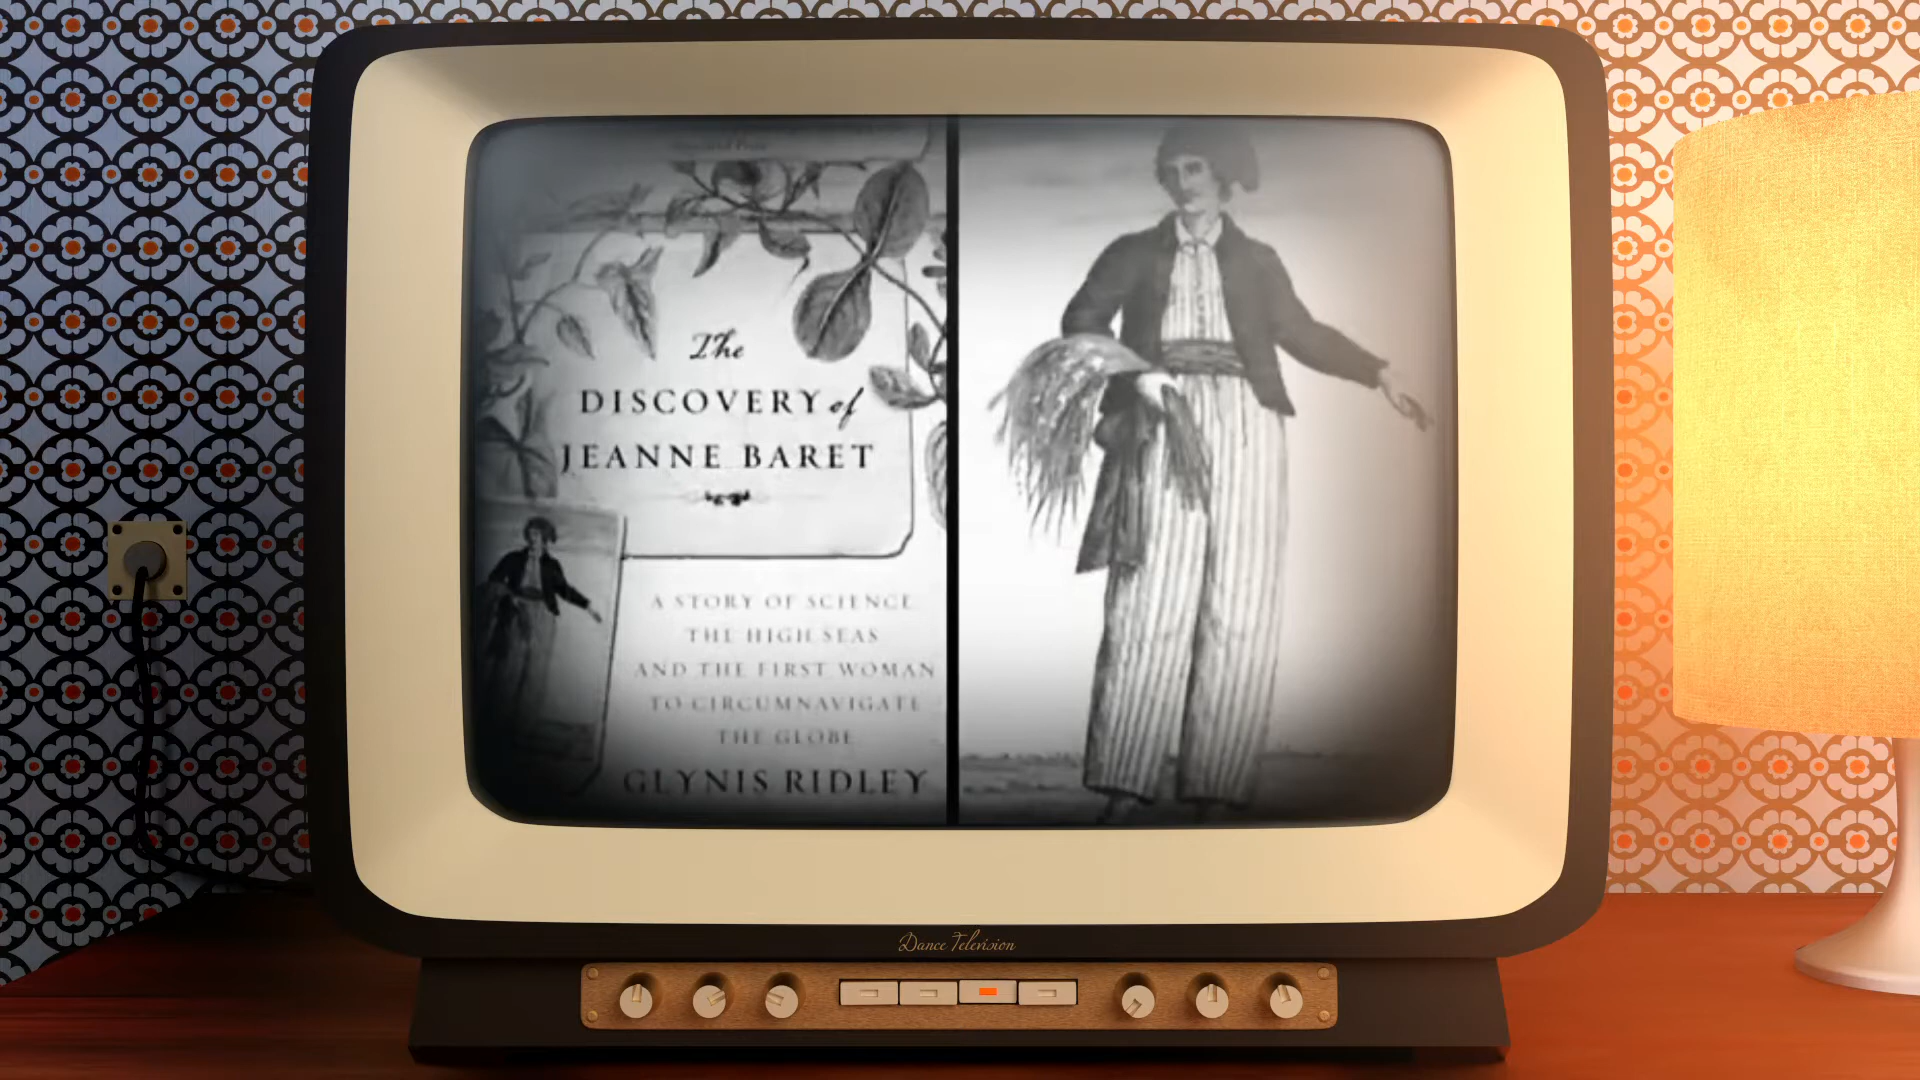 The
DISCOVERY of
JEANNE BARET
A STORY OF SCIENCE
THE HIGH SEAS
AND THE FIRST WOMAN
TO CIRCUMNAVIGATE
THE GLOBE
GLYNIS RIDLEY
Dance Television